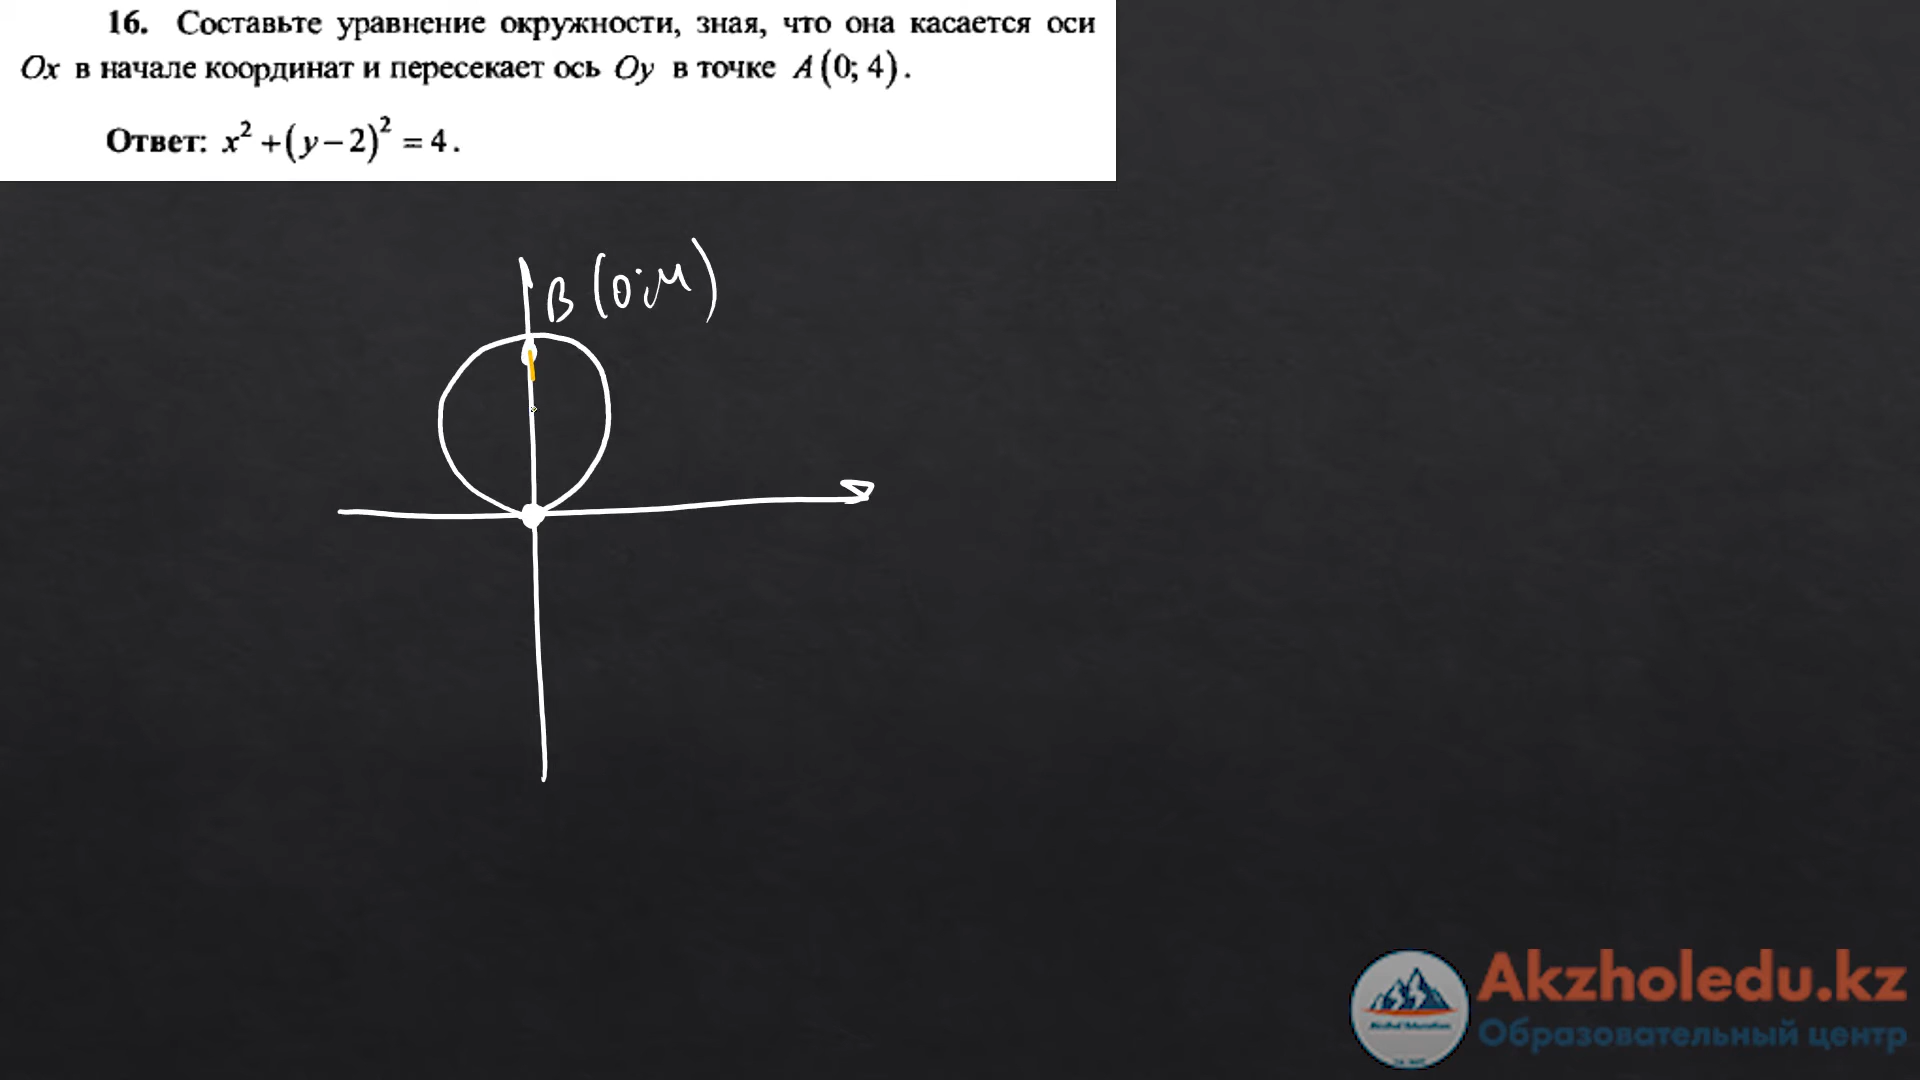 16. Составьте уравнение окружности, зная, что она касается оси
Ox в начале координат и пересекает ось Oy в точке A(0; 4).
Ответ: x² + (y − 2)² = 4.
B (0;4)
Akzholedu.kz
Образовательный центр